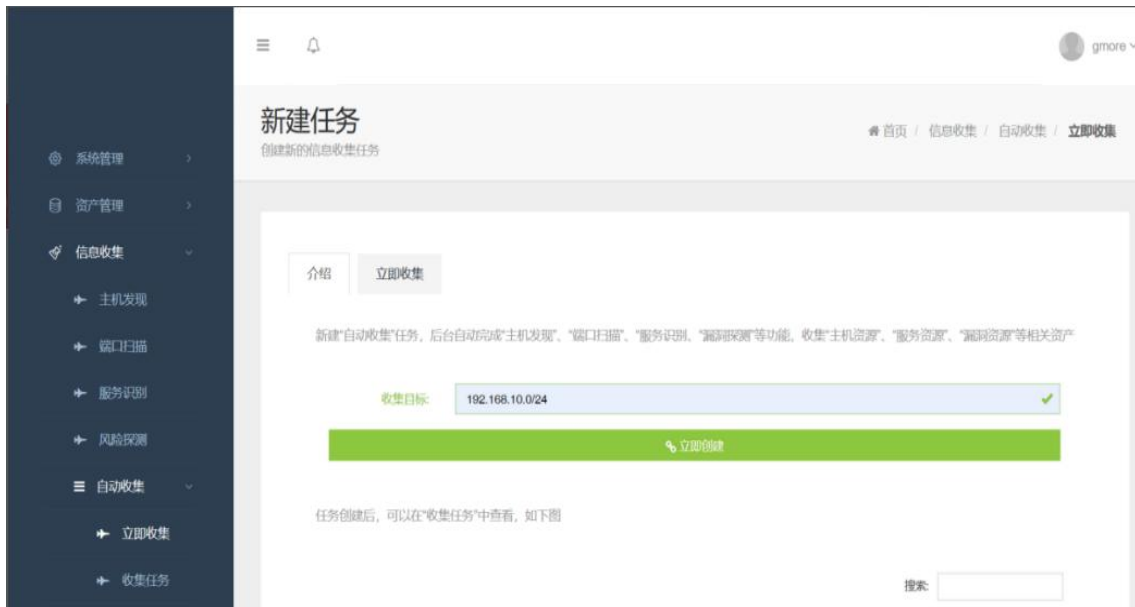 gmore
新建任务
创建新的信息收集任务
首页 / 信息收集 / 自动收集 / 立即收集
系统管理
资产管理
信息收集
主机发现
端口扫描
服务识别
风险探测
自动收集
立即收集
收集任务
介绍
立即收集
新建“自动收集”任务，后台自动完成“主机发现”、“端口扫描”、“服务识别、“漏洞探测”等功能，收集“主机资源”、“服务资源”、“漏洞资源”等相关资产
收集目标:
192.168.10.0/24
立即创建
任务创建后，可以在“收集任务”中查看，如下图
搜索: